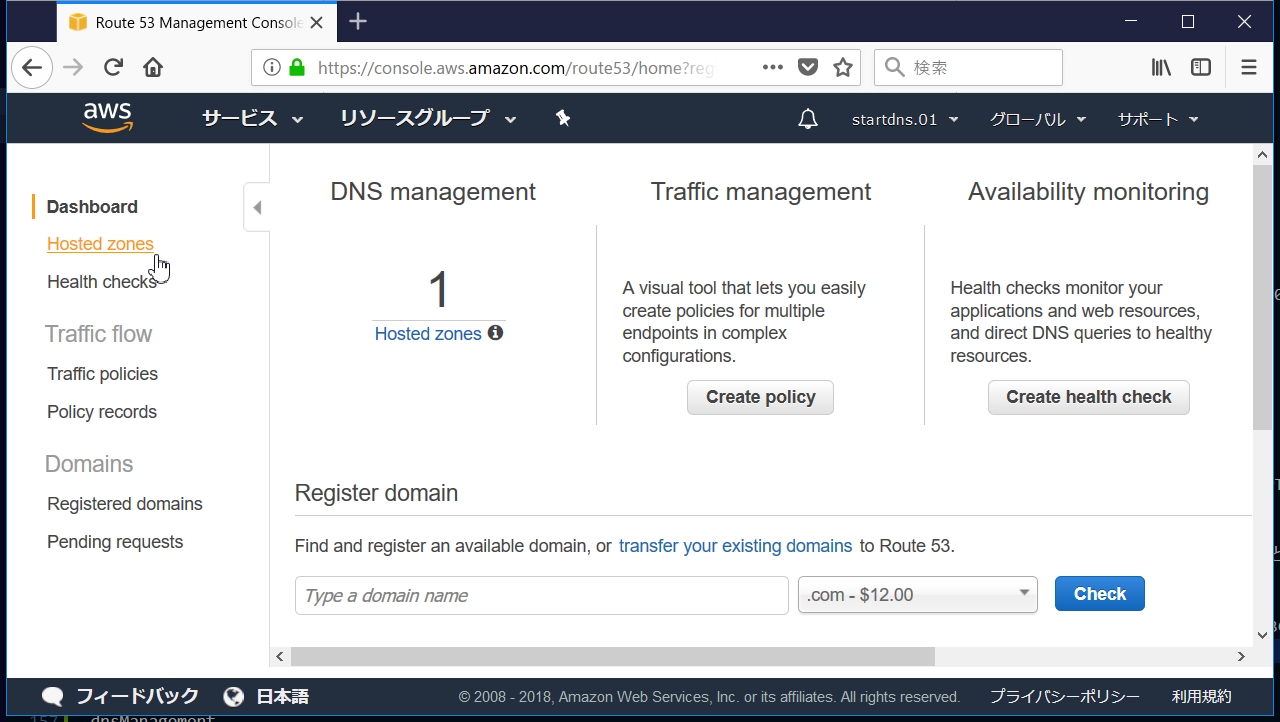 Route 53 Management Console
https://console.aws.amazon.com/route53/home?reg
検索
aws
サービス
リソースグループ
startdns.01
グローバル
サポート
Dashboard
Hosted zones
Health checks
Traffic flow
Traffic policies
Policy records
Domains
Registered domains
Pending requests
DNS management
1
Hosted zones
Traffic management
A visual tool that lets you easily
create policies for multiple
endpoints in complex
configurations.
Create policy
Availability monitoring
Health checks monitor your
applications and web resources,
and direct DNS queries to healthy
resources.
Create health check
Register domain
Find and register an available domain, or transfer your existing domains to Route 53.
Type a domain name
.com - $12.00
Check
フィードバック
日本語
© 2008 - 2018, Amazon Web Services, Inc. or its affiliates. All rights reserved.
プライバシーポリシー
利用規約
157
dnsManagement